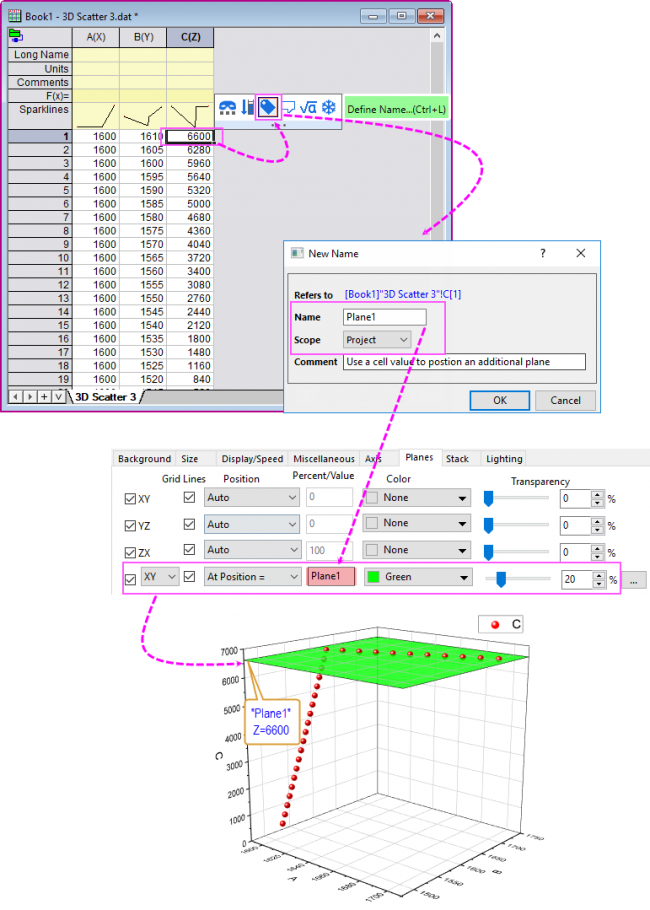 Book1 - 3D Scatter 3.dat *
A(X) B(Y) C(Z)
Long Name
Units
Comments
F(x)=
Sparklines
Define Name...(Ctrl+L)
1 1600 1610 6600
2 1600 1605 6280
3 1600 1600 5960
4 1600 1595 5640
5 1600 1590 5320
6 1600 1585 5000
7 1600 1580 4680
8 1600 1575 4360
9 1600 1570 4040
10 1600 1565 3720
11 1600 1560 3400
12 1600 1555 3080
13 1600 1550 2760
14 1600 1545 2440
15 1600 1540 2120
16 1600 1535 1800
17 1600 1530 1480
18 1600 1525 1160
19 1600 1520 840
3D Scatter 3
New Name
Refers to [Book1]"3D Scatter 3"!C[1]
Name Plane1
Scope Project
Comment Use a cell value to postion an additional plane
OK Cancel
Background Size Display/Speed Miscellaneous Axis Planes Stack Lighting
Grid Lines Position Percent/Value Color Transparency
XY Auto 0 None 0 %
YZ Auto 0 None 0 %
ZX Auto 100 None 0 %
XY At Position = Plane1 Green 20 % ...
C
7000
6000
"Plane1"
Z=6600
5000
4000
C
3000
2000
1000
0
1600
1620
1640
A
1660
1680
1700
1750
1700
1650
B
1600
1550
1500